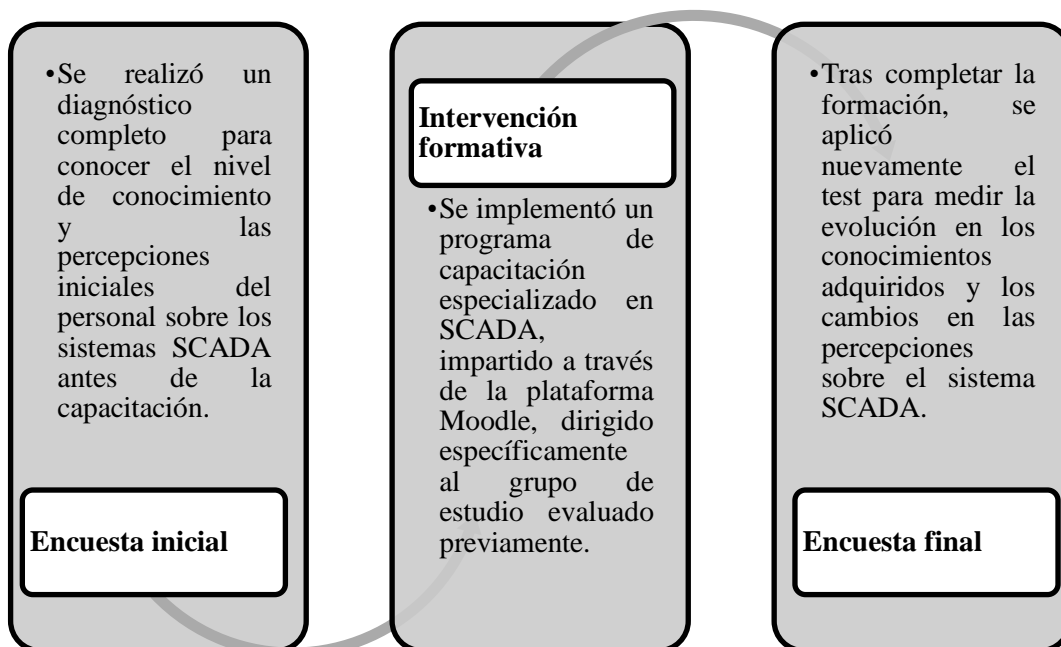 •Se realizó un
diagnóstico
completo para
conocer el nivel
de conocimiento
y las
percepciones
iniciales del
personal sobre los
sistemas SCADA
antes de la
capacitación.
Encuesta inicial
Intervención
formativa
•Se implementó un
programa de
capacitación
especializado en
SCADA,
impartido a través
de la plataforma
Moodle, dirigido
específicamente
al grupo de
estudio evaluado
previamente.
•Tras completar la
formación, se
aplicó
nuevamente el
test para medir la
evolución en los
conocimientos
adquiridos y los
cambios en las
percepciones
sobre el sistema
SCADA.
Encuesta final